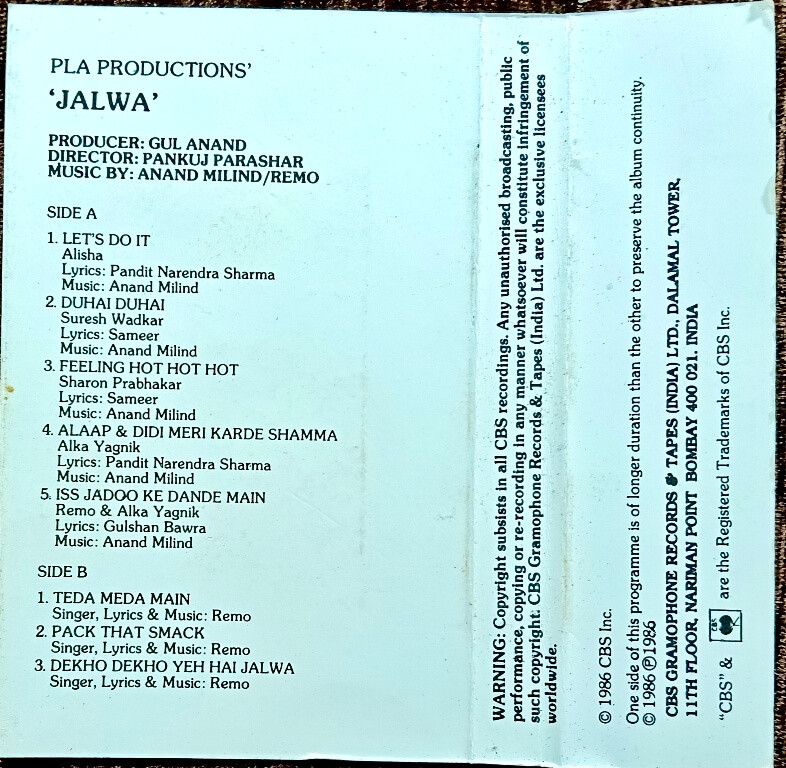 PLA PRODUCTIONS'
'JALWA'
PRODUCER: GUL ANAND
DIRECTOR: PANKUJ PARASHAR
MUSIC BY: ANAND MILIND/REMO
SIDE A
1. LET'S DO IT
Alisha
Lyrics: Pandit Narendra Sharma
Music: Anand Milind
2. DUHAI DUHAI
Suresh Wadkar
Lyrics: Sameer
Music: Anand Milind
3. FEELING HOT HOT HOT
Sharon Prabhakar
Lyrics: Sameer
Music: Anand Milind
4. ALAAP & DIDI MERI KARDE SHAMMA
Alka Yagnik
Lyrics: Pandit Narendra Sharma
Music: Anand Milind
5. ISS JADOO KE DANDE MAIN
Remo & Alka Yagnik
Lyrics: Gulshan Bawra
Music: Anand Milind
SIDE B
1. TEDA MEDA MAIN
Singer, Lyrics & Music: Remo
2. PACK THAT SMACK
Singer, Lyrics & Music: Remo
3. DEKHO DEKHO YEH HAI JALWA
Singer, Lyrics & Music: Remo
WARNING: Copyright subsists in all CBS recordings. Any unauthorised broadcasting, public
performance, copying or re-recording in any manner whatsoever will constitute infringement of
such copyright. CBS Gramophone Records & Tapes (India) Ltd. are the exclusive licensees
worldwide.
© 1986 CBS Inc.
One side of this programme is of longer duration than the other to preserve the album continuity.
© 1986 ℗ 1986
CBS GRAMOPHONE RECORDS & TAPES (INDIA) LTD., DALAMAL TOWER,
11TH FLOOR, NARIMAN POINT BOMBAY 400 021. INDIA
"CBS" & CBS are the Registered Trademarks of CBS Inc.